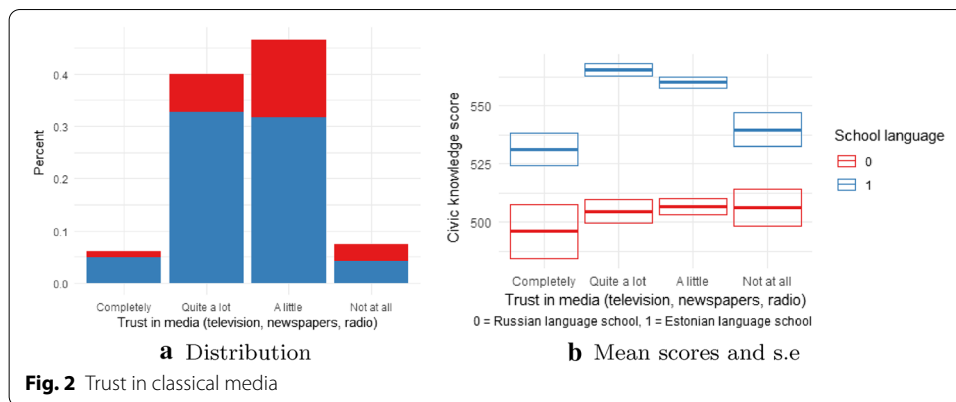 Percent
0.4
0.3
0.2
0.1
0.0
Completely Quite a lot A little Not at all
Trust in media (television, newspapers, radio)
a Distribution
Civic knowledge score
550
525
500
Completely Quite a lot A little Not at all
Trust in media (television, newspapers, radio)
0 = Russian language school, 1 = Estonian language school
School language
0
1
b Mean scores and s.e
Fig. 2 Trust in classical media